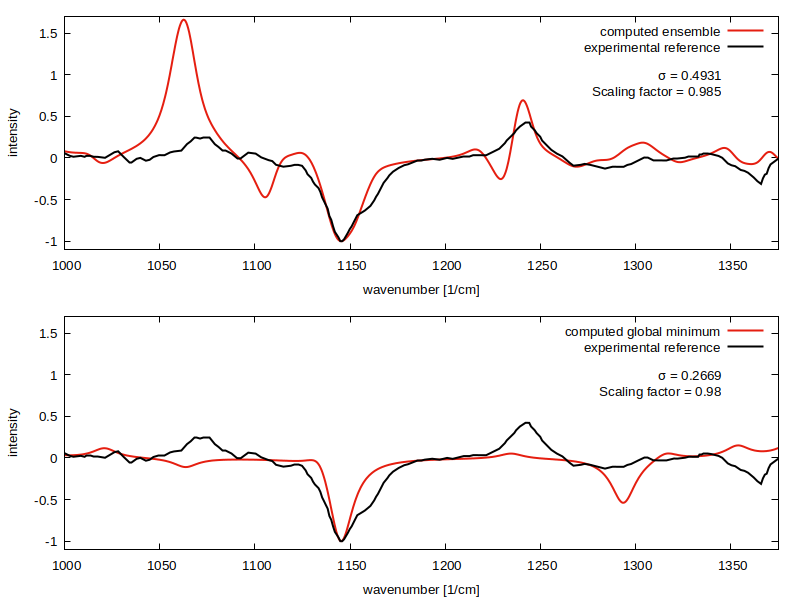 computed ensemble
experimental reference
σ = 0.4931
Scaling factor = 0.985
1.5
1
0.5
0
-0.5
-1
intensity
1000 1050 1100 1150 1200 1250 1300 1350
wavenumber [1/cm]
computed global minimum
experimental reference
σ = 0.2669
Scaling factor = 0.98
1.5
1
0.5
0
-0.5
-1
intensity
1000 1050 1100 1150 1200 1250 1300 1350
wavenumber [1/cm]